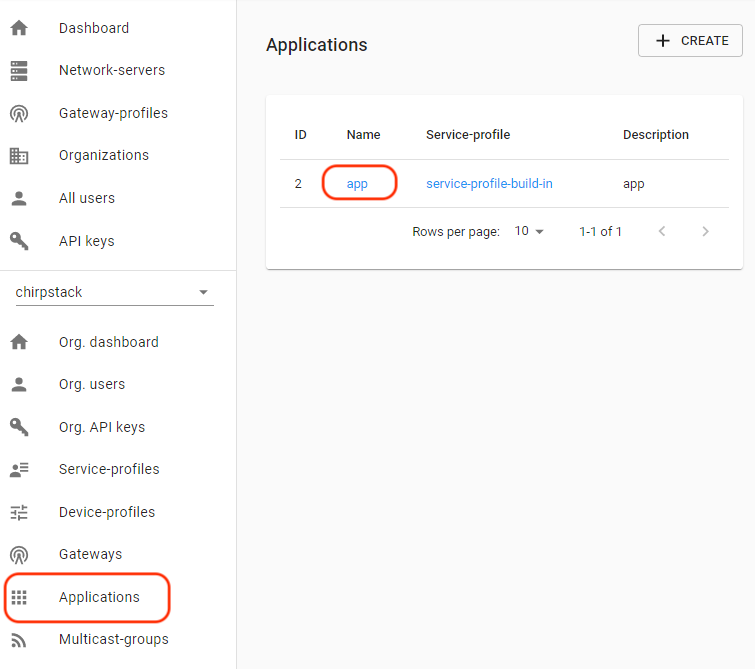 Dashboard
Network-servers
Gateway-profiles
Organizations
All users
API keys
chirpstack
Org. dashboard
Org. users
Org. API keys
Service-profiles
Device-profiles
Gateways
Applications
Multicast-groups
Applications
CREATE
ID Name Service-profile Description
2 app service-profile-build-in app
Rows per page: 10 1-1 of 1